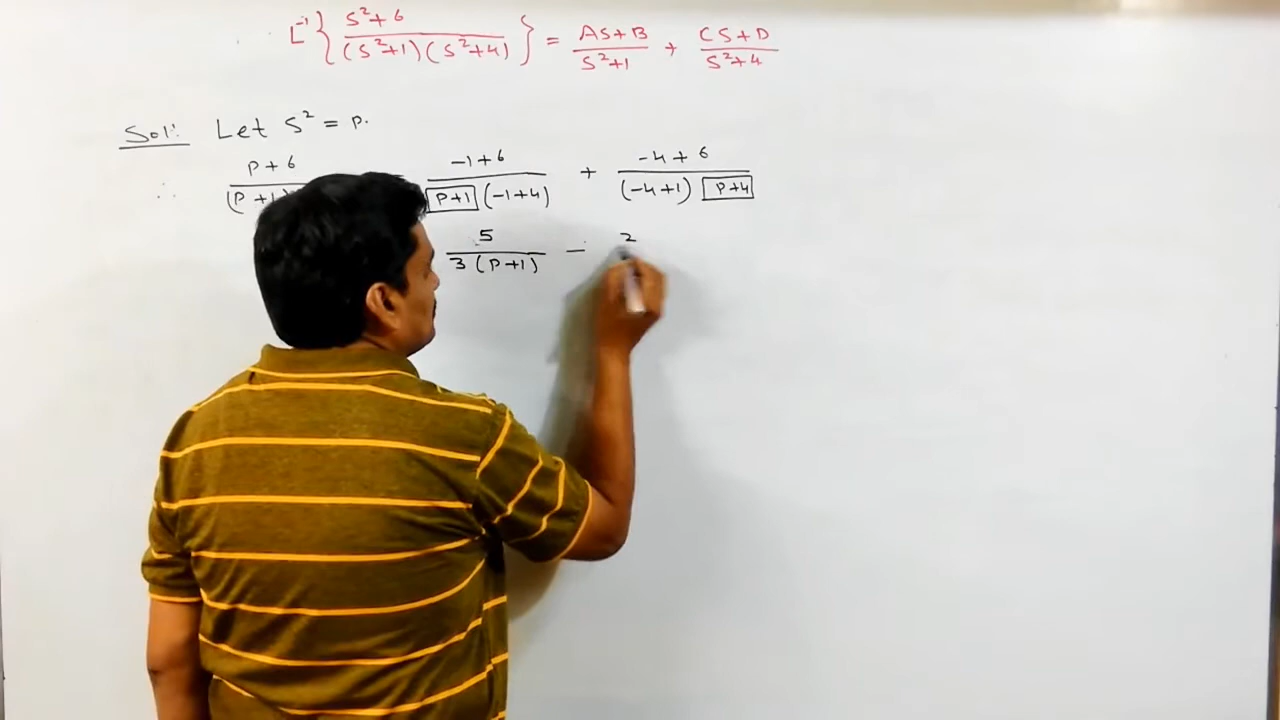 L⁻¹ { (s²+6) / ((s²+1)(s²+4)) } = (As+B)/(s²+1) + (Cs+D)/(s²+4)
Sol: Let s² = p.
∴ (p+6) / (p+1) (-1+6) / ([p+1] (-1+4)) + (-4+6) / ((-4+1) [p+4])
5 / (3(p+1)) - 2